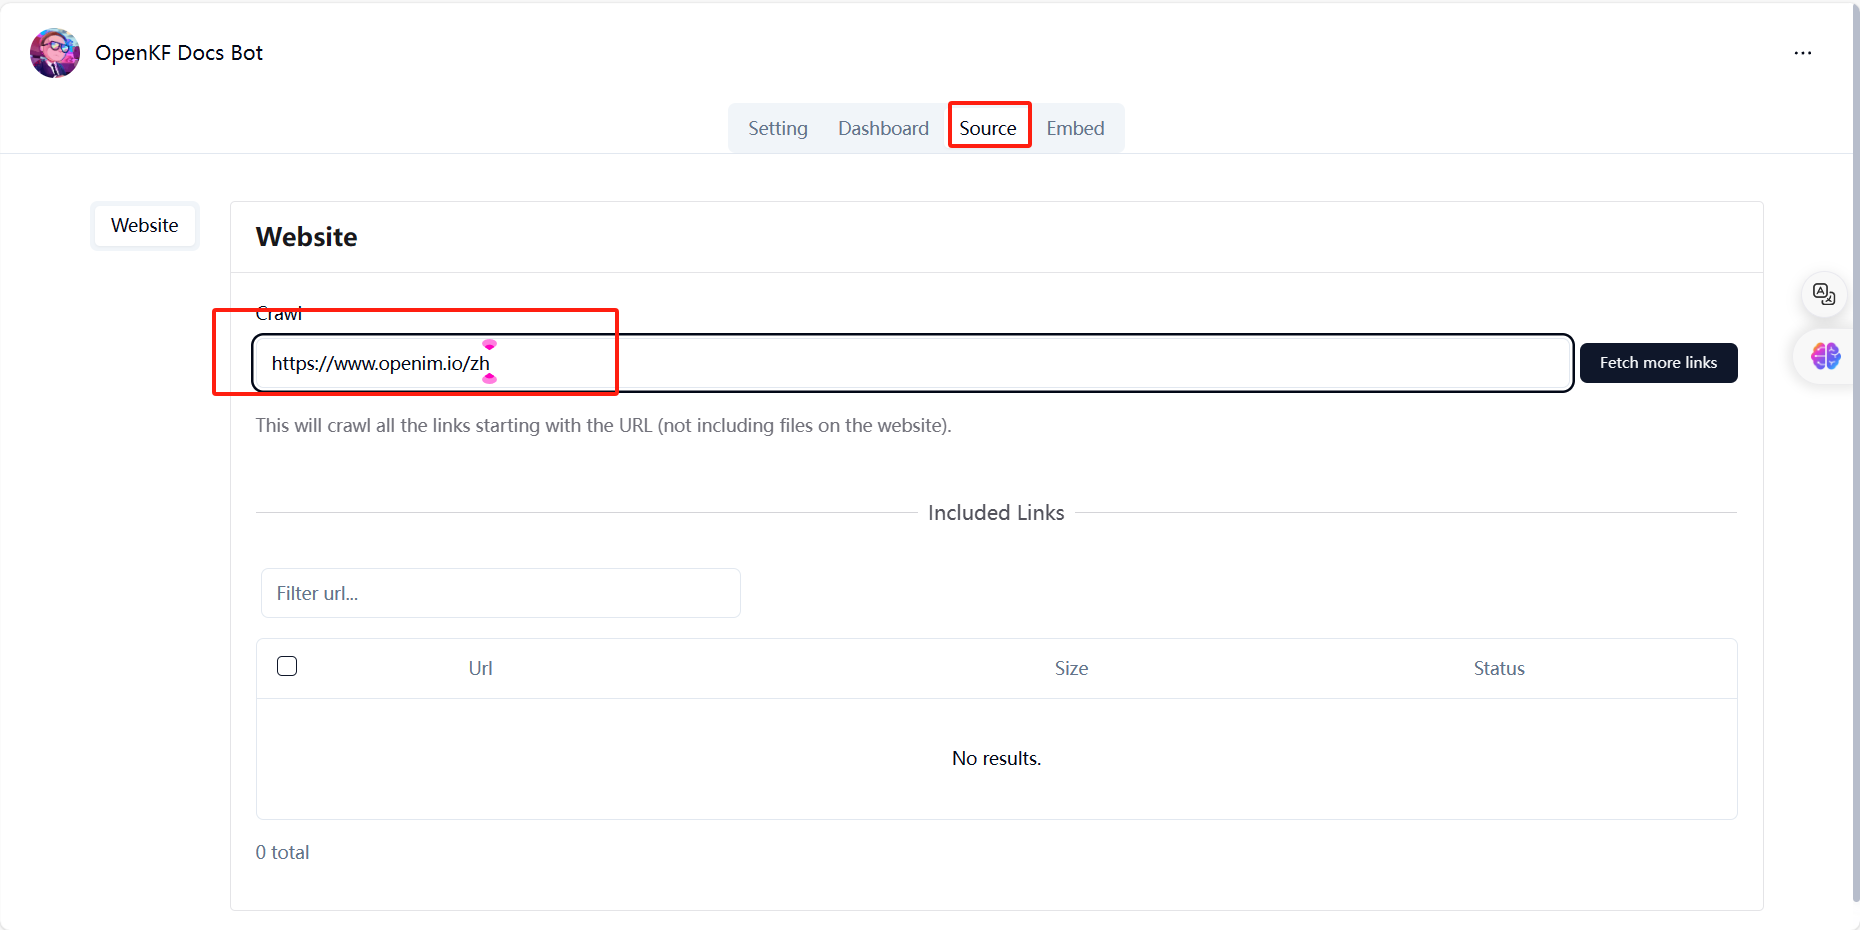 OpenKF Docs Bot
...
Setting Dashboard Source Embed
Website
Website
Crawl
https://www.openim.io/zh
Fetch more links
This will crawl all the links starting with the URL (not including files on the website).
Included Links
Filter url...
Url Size Status
No results.
0 total